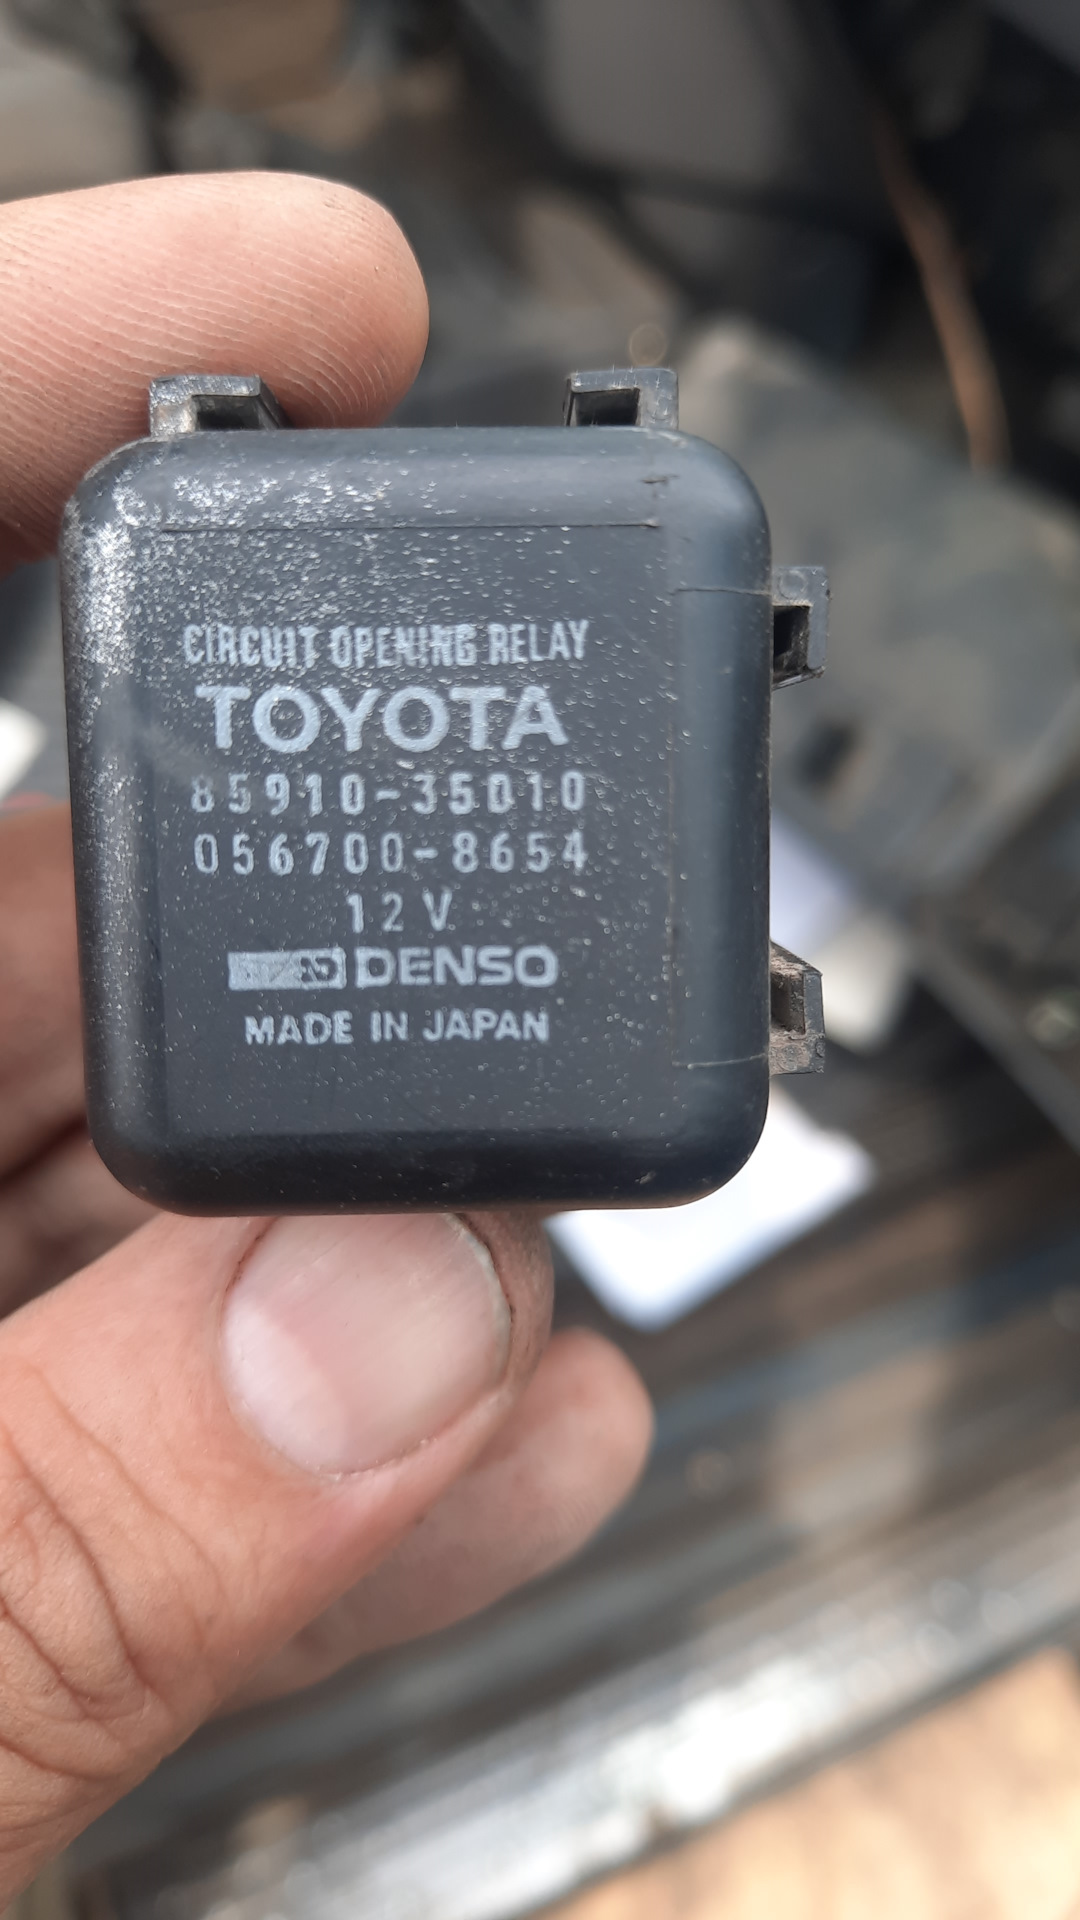 CIRCUIT OPENING RELAY
TOYOTA
85910-35010
056700-8654
12V
DENSO
MADE IN JAPAN